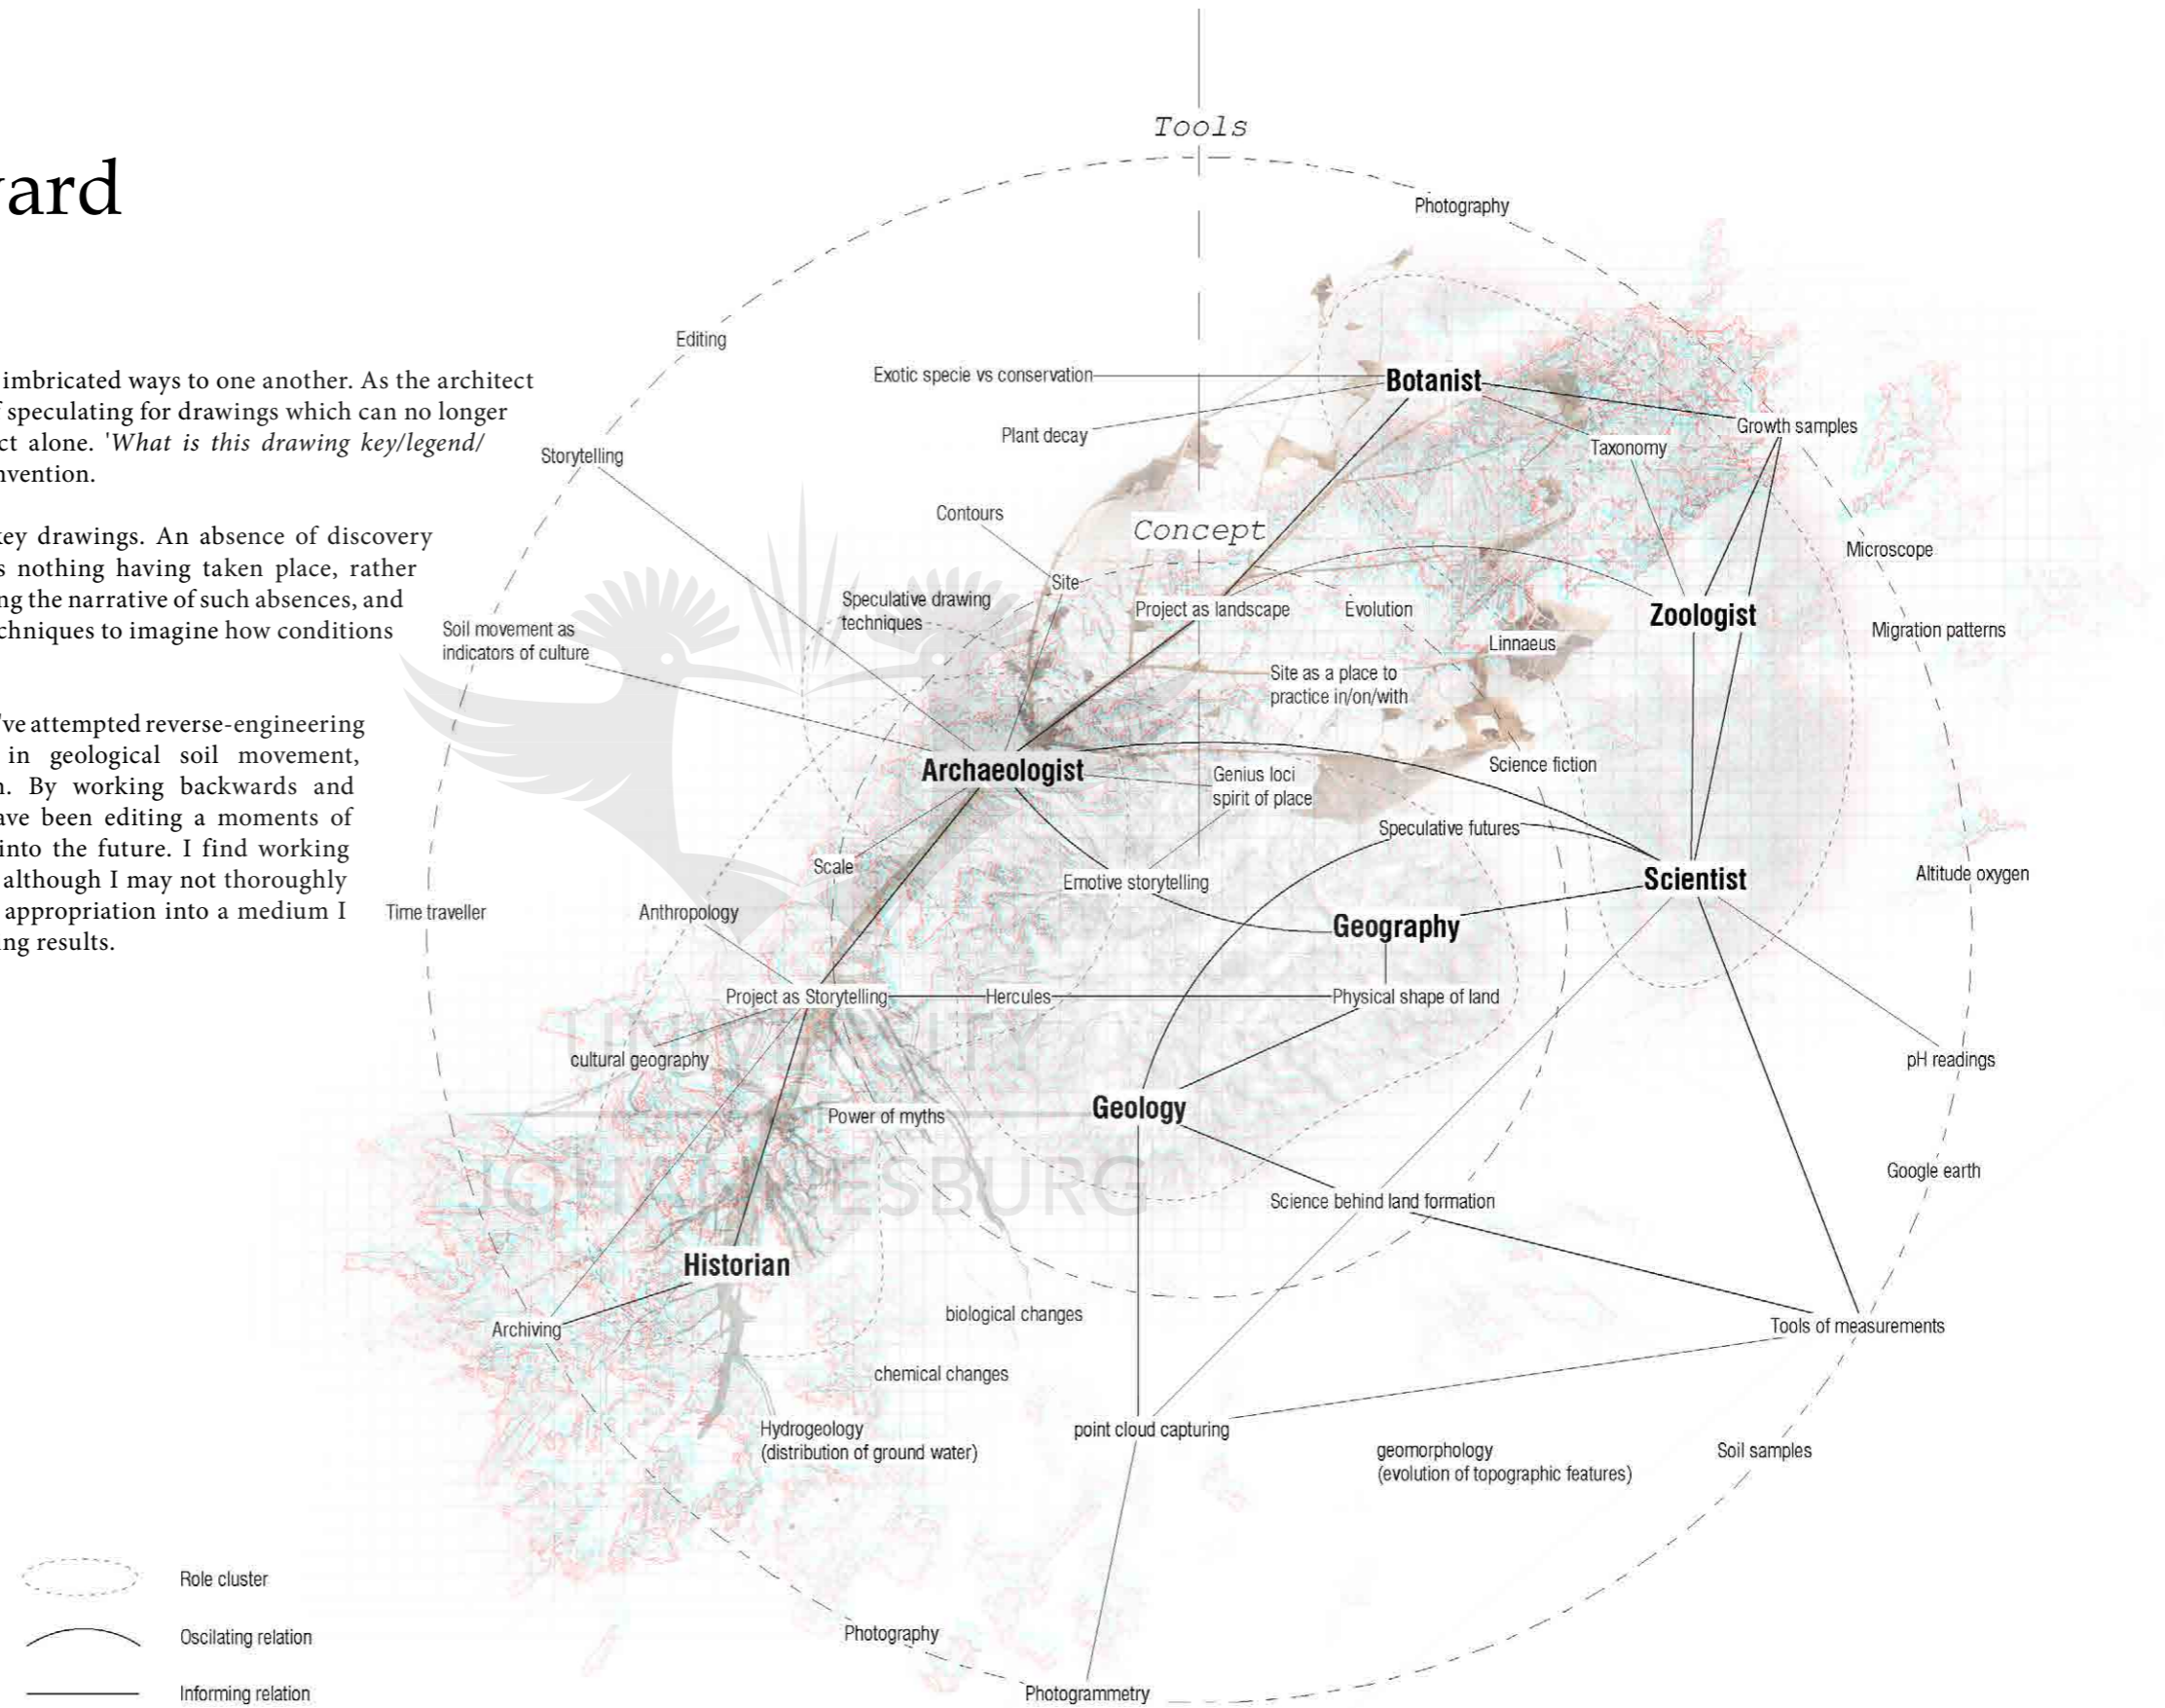 vard
imbricated ways to one another. As the architect
f speculating for drawings which can no longer
ct alone. 'What is this drawing key/legend/
nvention.
key drawings. An absence of discovery
s nothing having taken place, rather
ng the narrative of such absences, and
chniques to imagine how conditions
've attempted reverse-engineering
in geological soil movement,
n. By working backwards and
ave been editing a moments of
into the future. I find working
although I may not thoroughly
appropriation into a medium I
ng results.
Tools
Photography
Editing
Exotic specie vs conservation
Botanist
Plant decay
Growth samples
Taxonomy
Storytelling
Contours
Concept
Microscope
Site
Speculative drawing
techniques
Project as landscape
Evolution
Zoologist
Soil movement as
indicators of culture
Linnaeus
Migration patterns
Site as a place to
practice in/on/with
Archaeologist
Genius loci
spirit of place
Science fiction
Speculative futures
Scale
Emotive storytelling
Scientist
Altitude oxygen
Time traveller
Anthropology
Geography
Project as Storytelling
Hercules
Physical shape of land
UNIVERSITY
cultural geography
pH readings
Power of myths
Geology
JOHANNESBURG
Google earth
Science behind land formation
Historian
biological changes
Archiving
Tools of measurements
chemical changes
Hydrogeology
(distribution of ground water)
point cloud capturing
geomorphology
(evolution of topographic features)
Soil samples
Role cluster
Photography
Oscilating relation
Informing relation
Photogrammetry